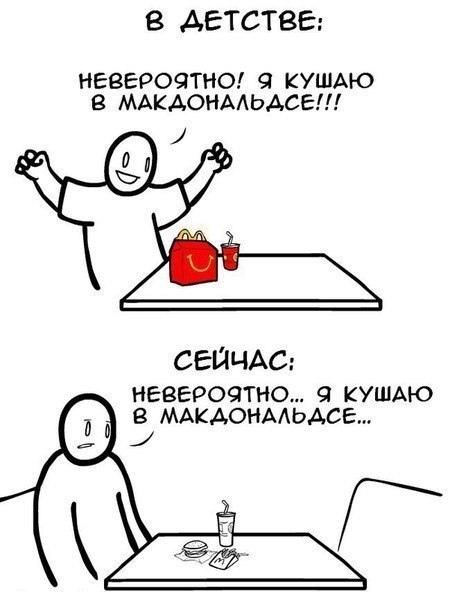 В ДЕТСТВЕ:
НЕВЕРОЯТНО! Я КУШАЮ
В МАКДОНАЛЬДСЕ!!!
СЕЙЧАС:
НЕВЕРОЯТНО... Я КУШАЮ
В МАКДОНАЛЬДСЕ...